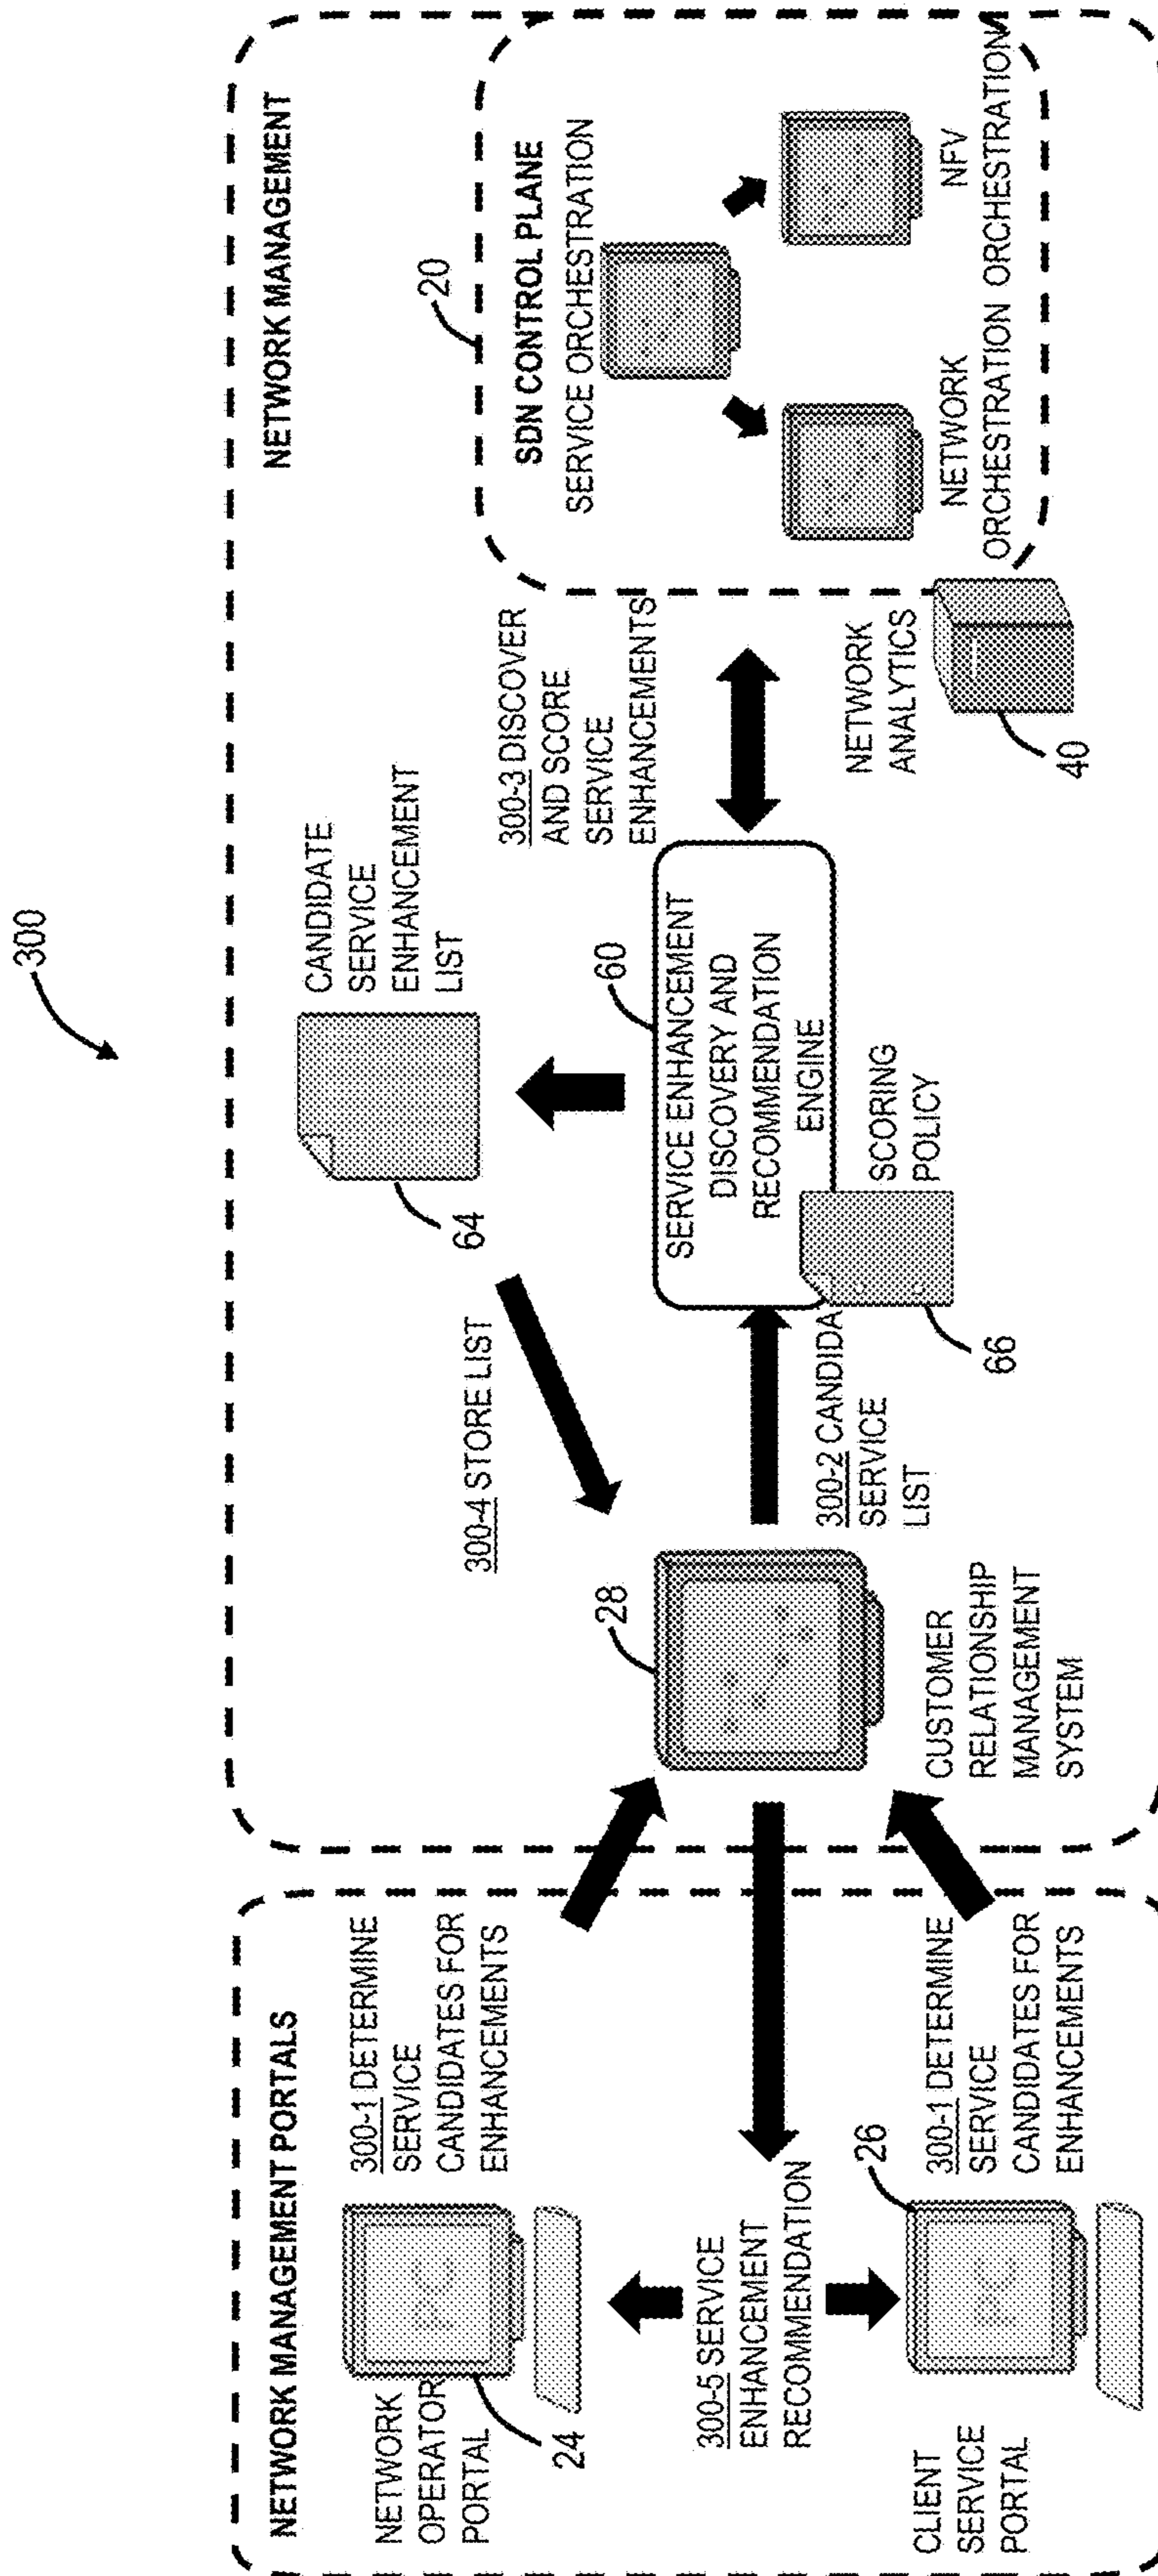 300
NETWORK MANAGEMENT PORTALS
NETWORK
OPERATOR
PORTAL
24
300-1 DETERMINE
SERVICE
CANDIDATES FOR
ENHANCEMENTS
300-5 SERVICE
ENHANCEMENT
RECOMMENDATION
CLIENT
SERVICE
PORTAL
26
300-1 DETERMINE
SERVICE
CANDIDATES FOR
ENHANCEMENTS
NETWORK MANAGEMENT
300-4 STORE LIST
28
CUSTOMER
RELATIONSHIP
MANAGEMENT
SYSTEM
300-2 CANDIDA
SERVICE
LIST
64
CANDIDATE
SERVICE
ENHANCEMENT
LIST
60
SERVICE ENHANCEMENT
DISCOVERY AND
RECOMMENDATION
ENGINE
66
SCORING
POLICY
300-3 DISCOVER
AND SCORE
SERVICE
ENHANCEMENTS
NETWORK
ANALYTICS
40
20
SDN CONTROL PLANE
SERVICE ORCHESTRATION
NETWORK
ORCHESTRATION
NFV
ORCHESTRATION